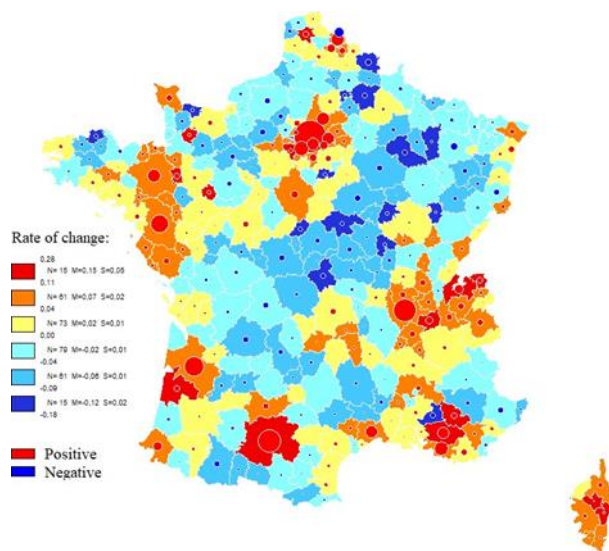 Rate of change:
0,28
N= 16 M=0,15 S=0,05
0,11
N= 61 M=0,07 S=0,02
0,04
N= 73 M=0,02 S=0,01
0,00
N= 79 M=-0,02 S=0,01
-0,04
N= 61 M=-0,06 S=0,01
-0,09
N= 15 M=-0,12 S=0,02
-0,18
Positive
Negative